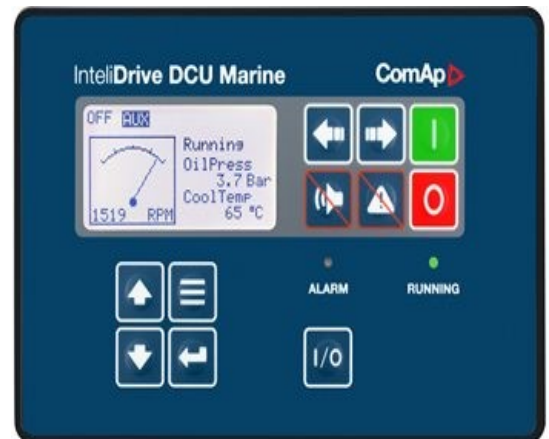 InteliDrive DCU Marine
ComAp
OFF AUX
Running
OilPress
3.7 Bar
CoolTemp
65 °C
1519 RPM
ALARM
RUNNING
I/O